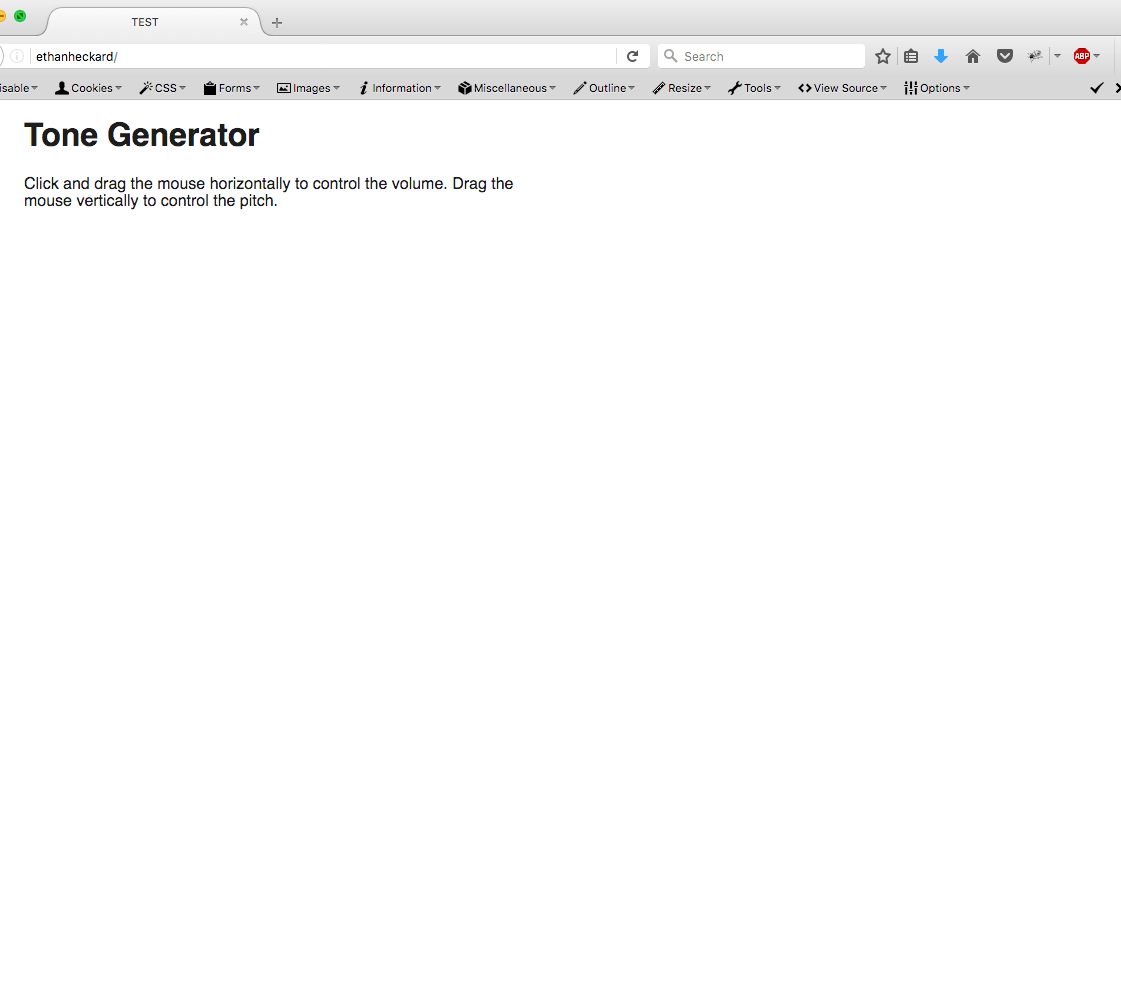 TEST
ethanheckard/
Search
ABP
isable Cookies CSS Forms Images Information Miscellaneous Outline Resize Tools View Source Options
Tone Generator
Click and drag the mouse horizontally to control the volume. Drag the
mouse vertically to control the pitch.